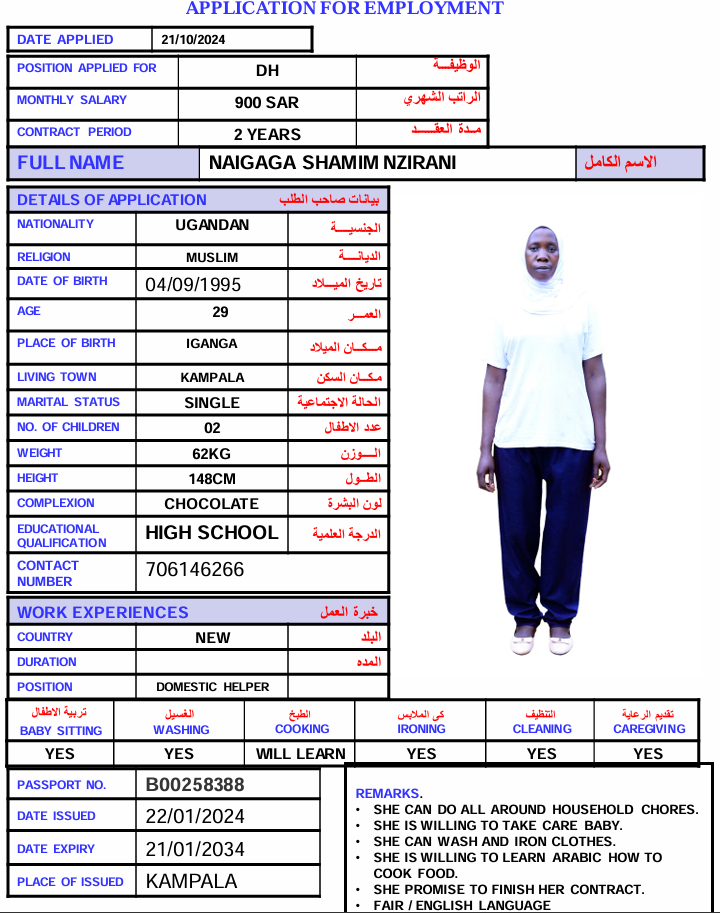 APPLICATION FOR EMPLOYMENT
DATE APPLIED 21/10/2024
POSITION APPLIED FOR DH الوظيفـــة
MONTHLY SALARY 900 SAR الراتب الشهري
CONTRACT PERIOD 2 YEARS مـدة العقـــــد
FULL NAME NAIGAGA SHAMIM NZIRANI الاسم الكامل
DETAILS OF APPLICATION بيانات صاحب الطلب
NATIONALITY UGANDAN الجنسيـــة
RELIGION MUSLIM الديانـــة
DATE OF BIRTH 04/09/1995 تاريخ الميـــلاد
AGE 29 العمـــر
PLACE OF BIRTH IGANGA مـــكـان الميلاد
LIVING TOWN KAMPALA مكـان السكن
MARITAL STATUS SINGLE الحالة الاجتماعية
NO. OF CHILDREN 02 عدد الاطفال
WEIGHT 62KG الـــوزن
HEIGHT 148CM الطـول
COMPLEXION CHOCOLATE لون البشرة
EDUCATIONAL QUALIFICATION HIGH SCHOOL الدرجة العلمية
CONTACT NUMBER 706146266
WORK EXPERIENCES خبرة العمل
COUNTRY NEW البلد
DURATION المده
POSITION DOMESTIC HELPER
تربية الاطفال الغسيل الطبخ كى الملابس التنظيف تقديم الرعاية
BABY SITTING WASHING COOKING IRONING CLEANING CAREGIVING
YES YES WILL LEARN YES YES YES
PASSPORT NO. B00258388
DATE ISSUED 22/01/2024
DATE EXPIRY 21/01/2034
PLACE OF ISSUED KAMPALA
REMARKS.
• SHE CAN DO ALL AROUND HOUSEHOLD CHORES.
• SHE IS WILLING TO TAKE CARE BABY.
• SHE CAN WASH AND IRON CLOTHES.
• SHE IS WILLING TO LEARN ARABIC HOW TO
COOK FOOD.
• SHE PROMISE TO FINISH HER CONTRACT.
• FAIR / ENGLISH LANGUAGE